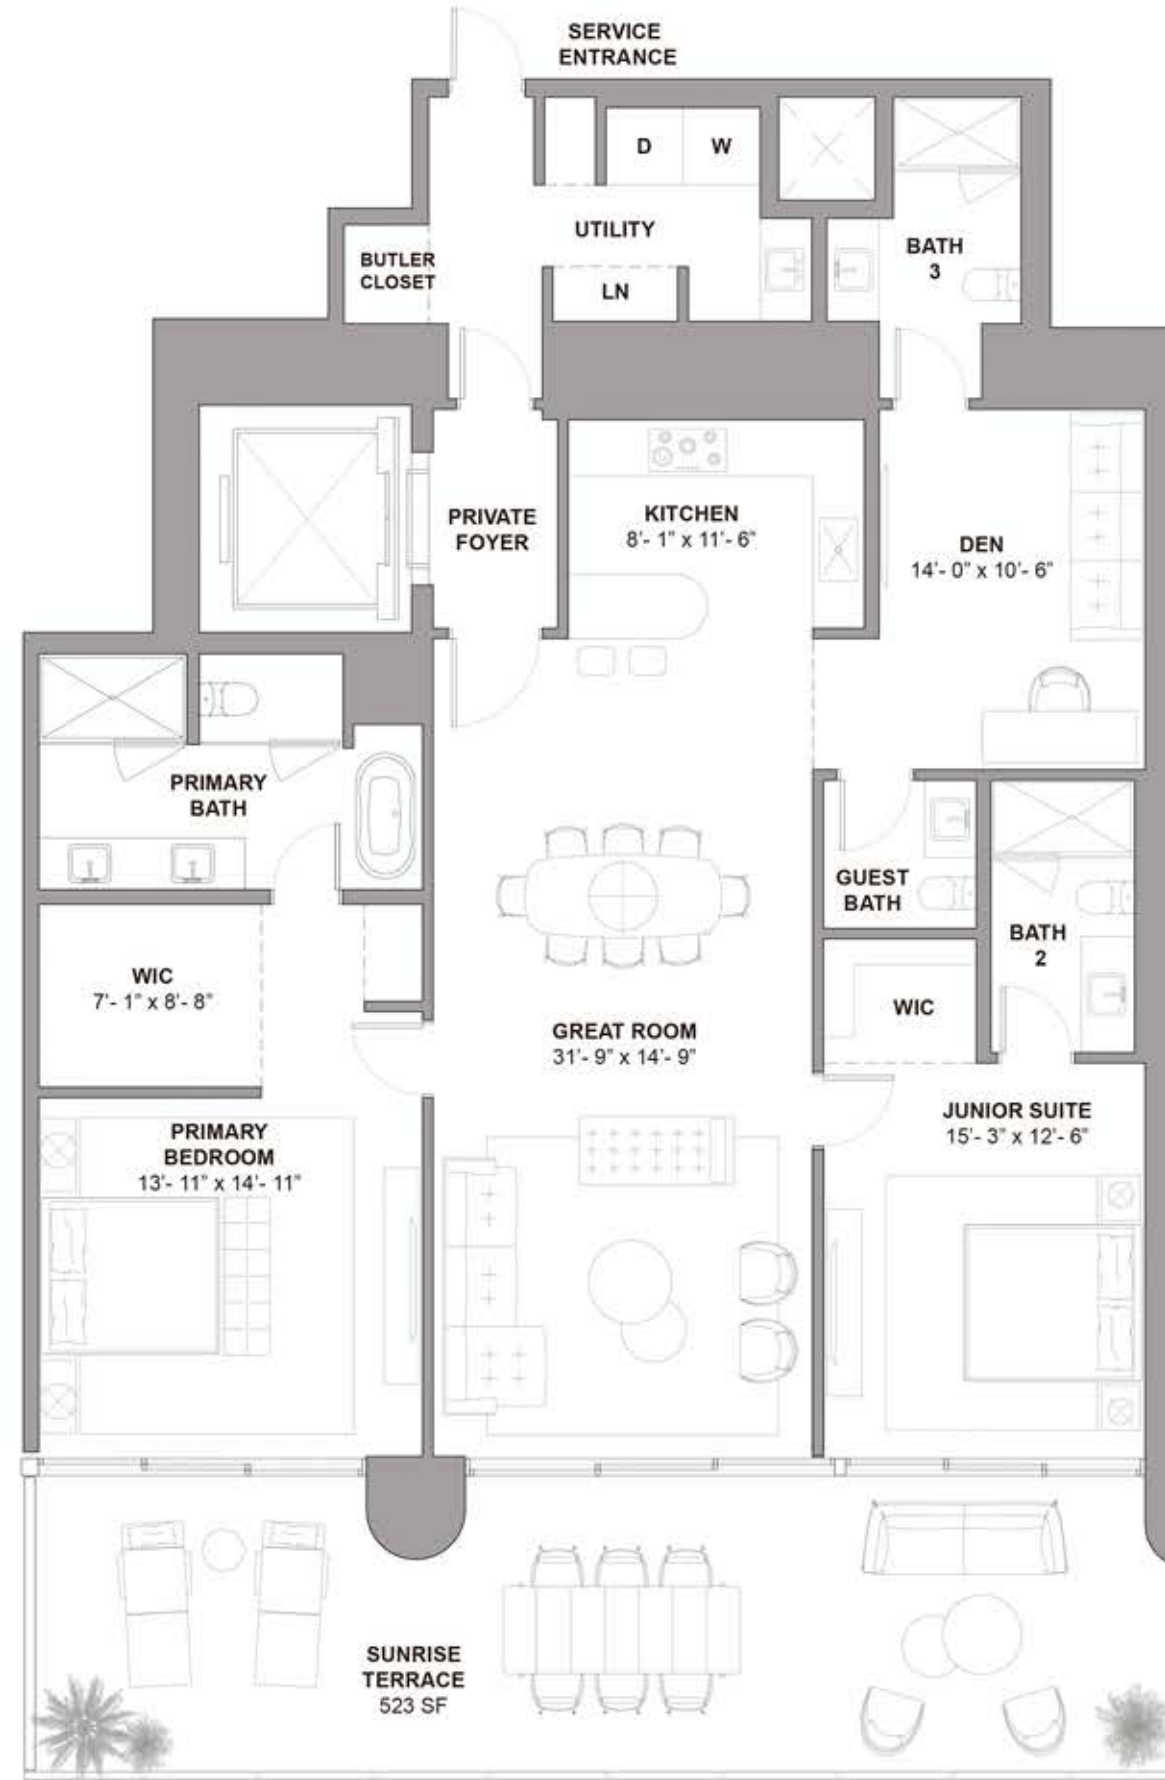 SERVICE
ENTRANCE
D
W
UTILITY
BUTLER
CLOSET
LN
BATH
3
PRIVATE
FOYER
KITCHEN
8'- 1" x 11'- 6"
DEN
14'- 0" x 10'- 6"
PRIMARY
BATH
GUEST
BATH
BATH
2
WIC
7'- 1" x 8'- 8"
WIC
GREAT ROOM
31'- 9" x 14'- 9"
JUNIOR SUITE
15'- 3" x 12'- 6"
PRIMARY
BEDROOM
13'- 11" x 14'- 11"
SUNRISE
TERRACE
523 SF